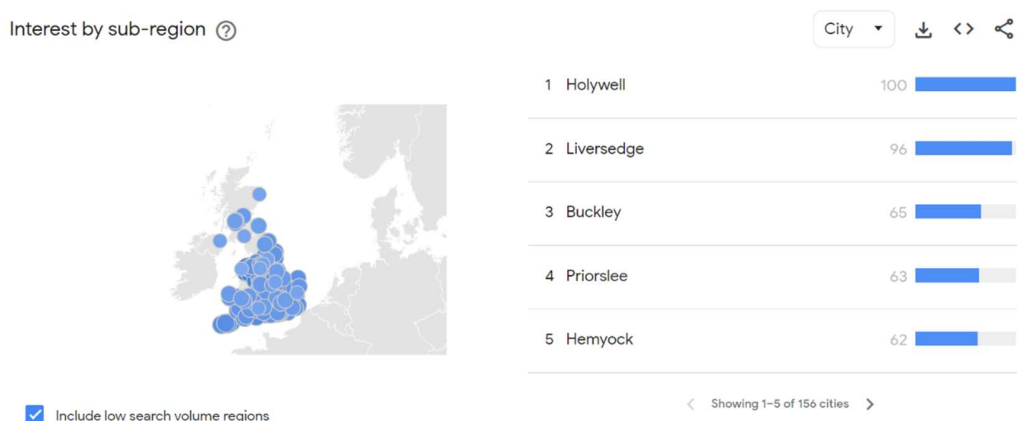 Interest by sub-region ?
City
1 Holywell 100
2 Liversedge 96
3 Buckley 65
4 Priorslee 63
5 Hemyock 62
Showing 1-5 of 156 cities
Include low search volume regions